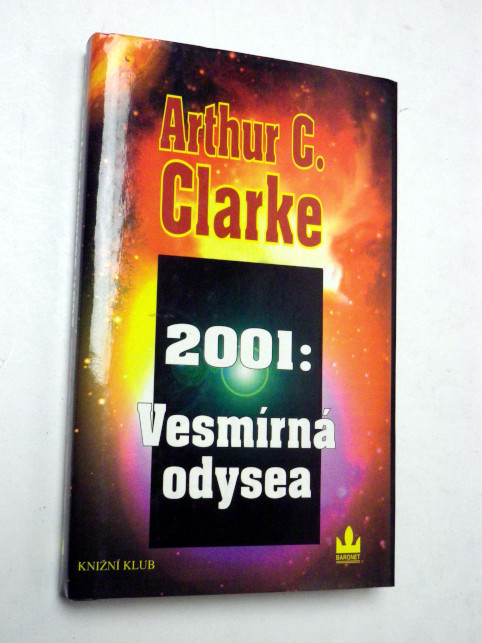 Arthur C.
Clarke
2001:
Vesmírná
odysea
KNIŽNÍ KLUB
BARONET